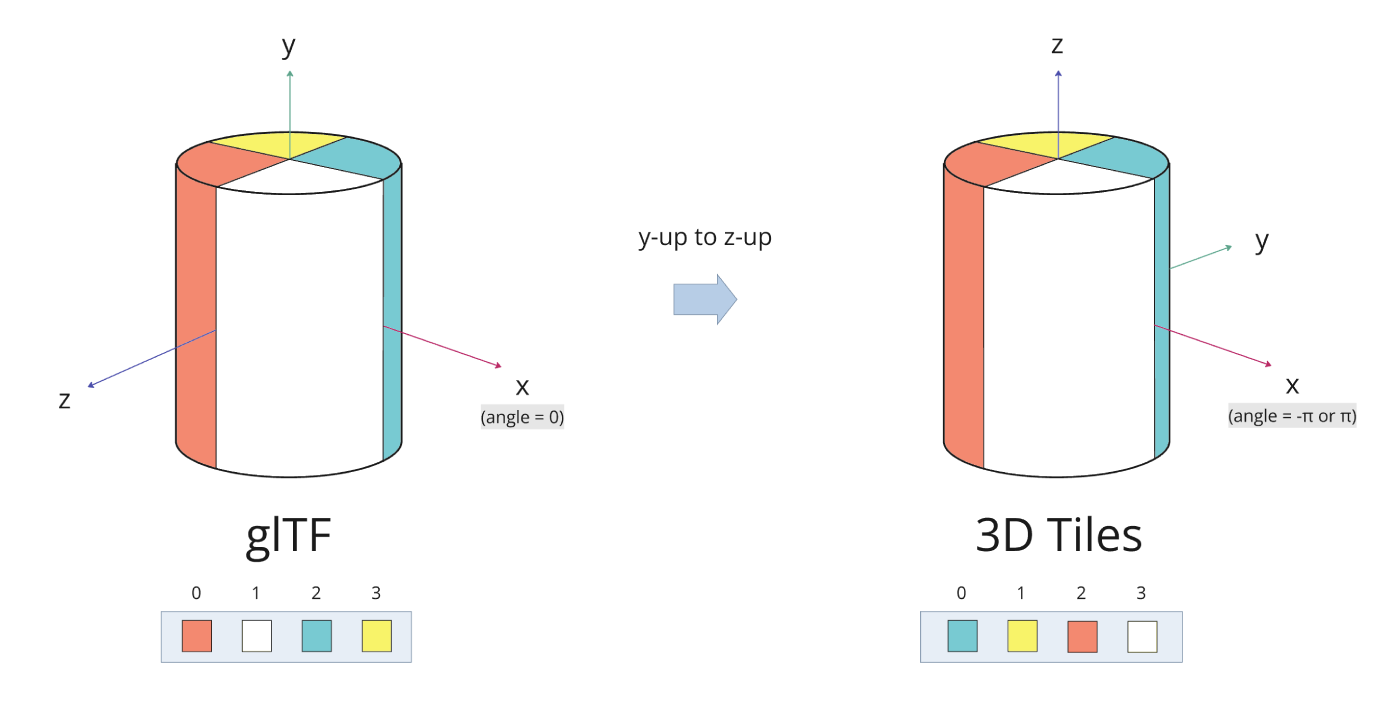 y
z
x
(angle = 0)
glTF
0 1 2 3
y-up to z-up
z
y
x
(angle = -π or π)
3D Tiles
0 1 2 3